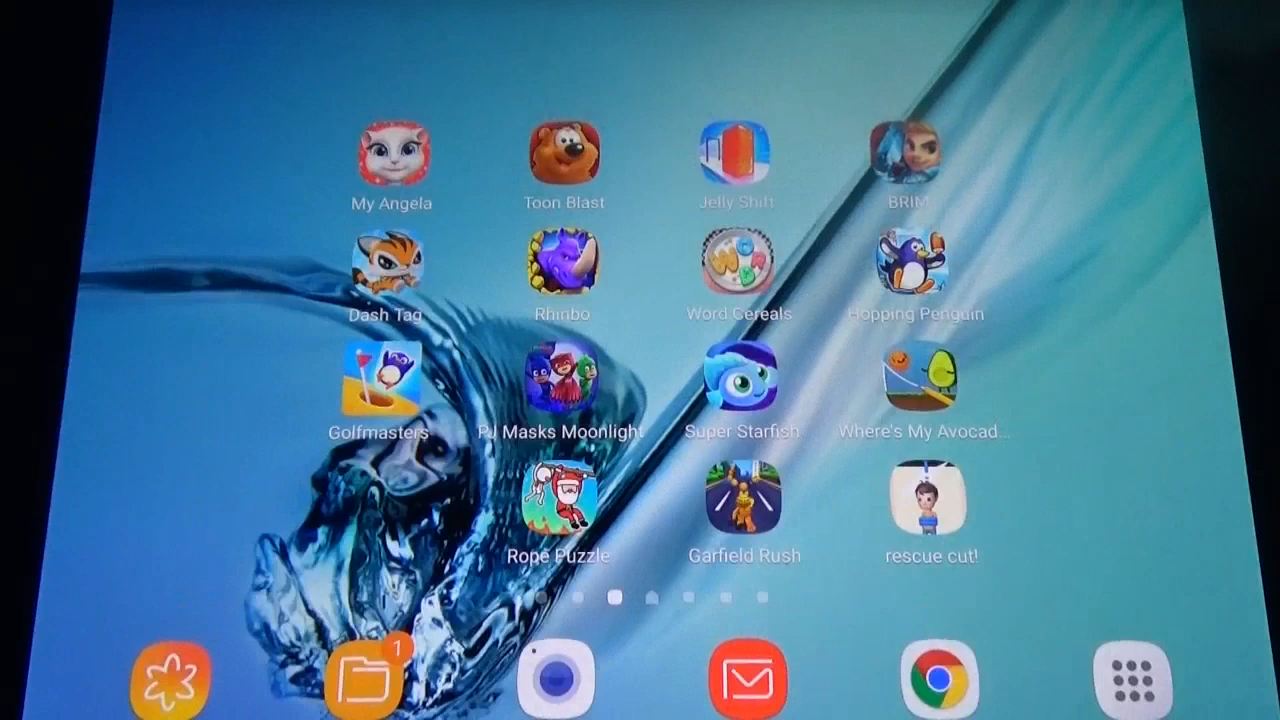 My Angela
Toon Blast
Jelly Shift
BRIM
Dash Tag
Rhinbo
Word Cereals
Hopping Penguin
Golfmasters
PJ Masks Moonlight
Super Starfish
Where's My Avocad...
Rope Puzzle
Garfield Rush
rescue cut!
1